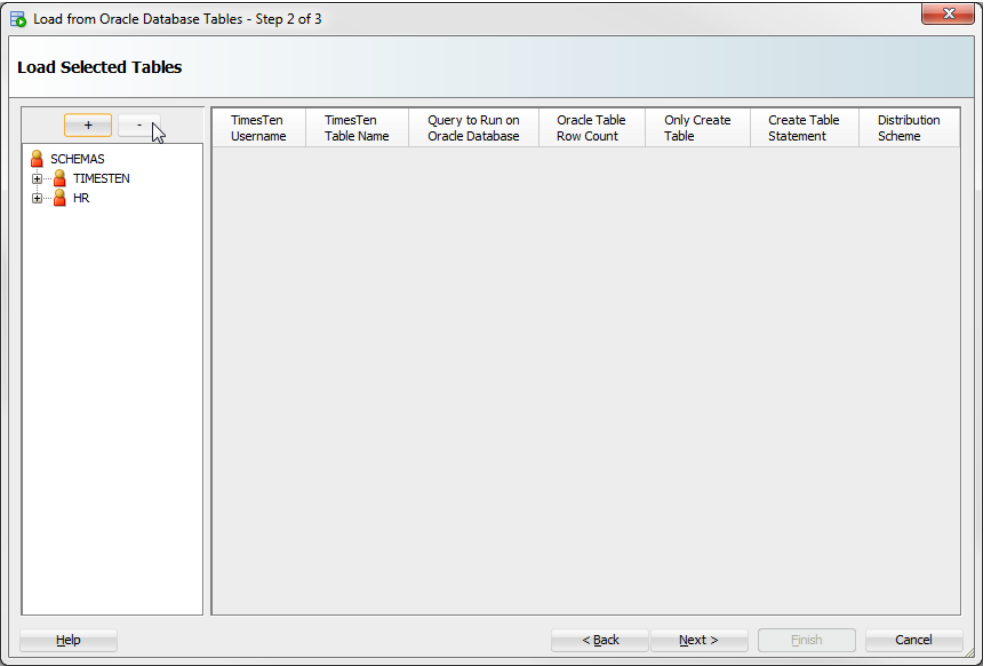 Load from Oracle Database Tables - Step 2 of 3
Load Selected Tables
+ -
TimesTen Username
TimesTen Table Name
Query to Run on Oracle Database
Oracle Table Row Count
Only Create Table
Create Table Statement
Distribution Scheme
SCHEMAS
TIMESTEN
HR
Help
< Back
Next >
Finish
Cancel